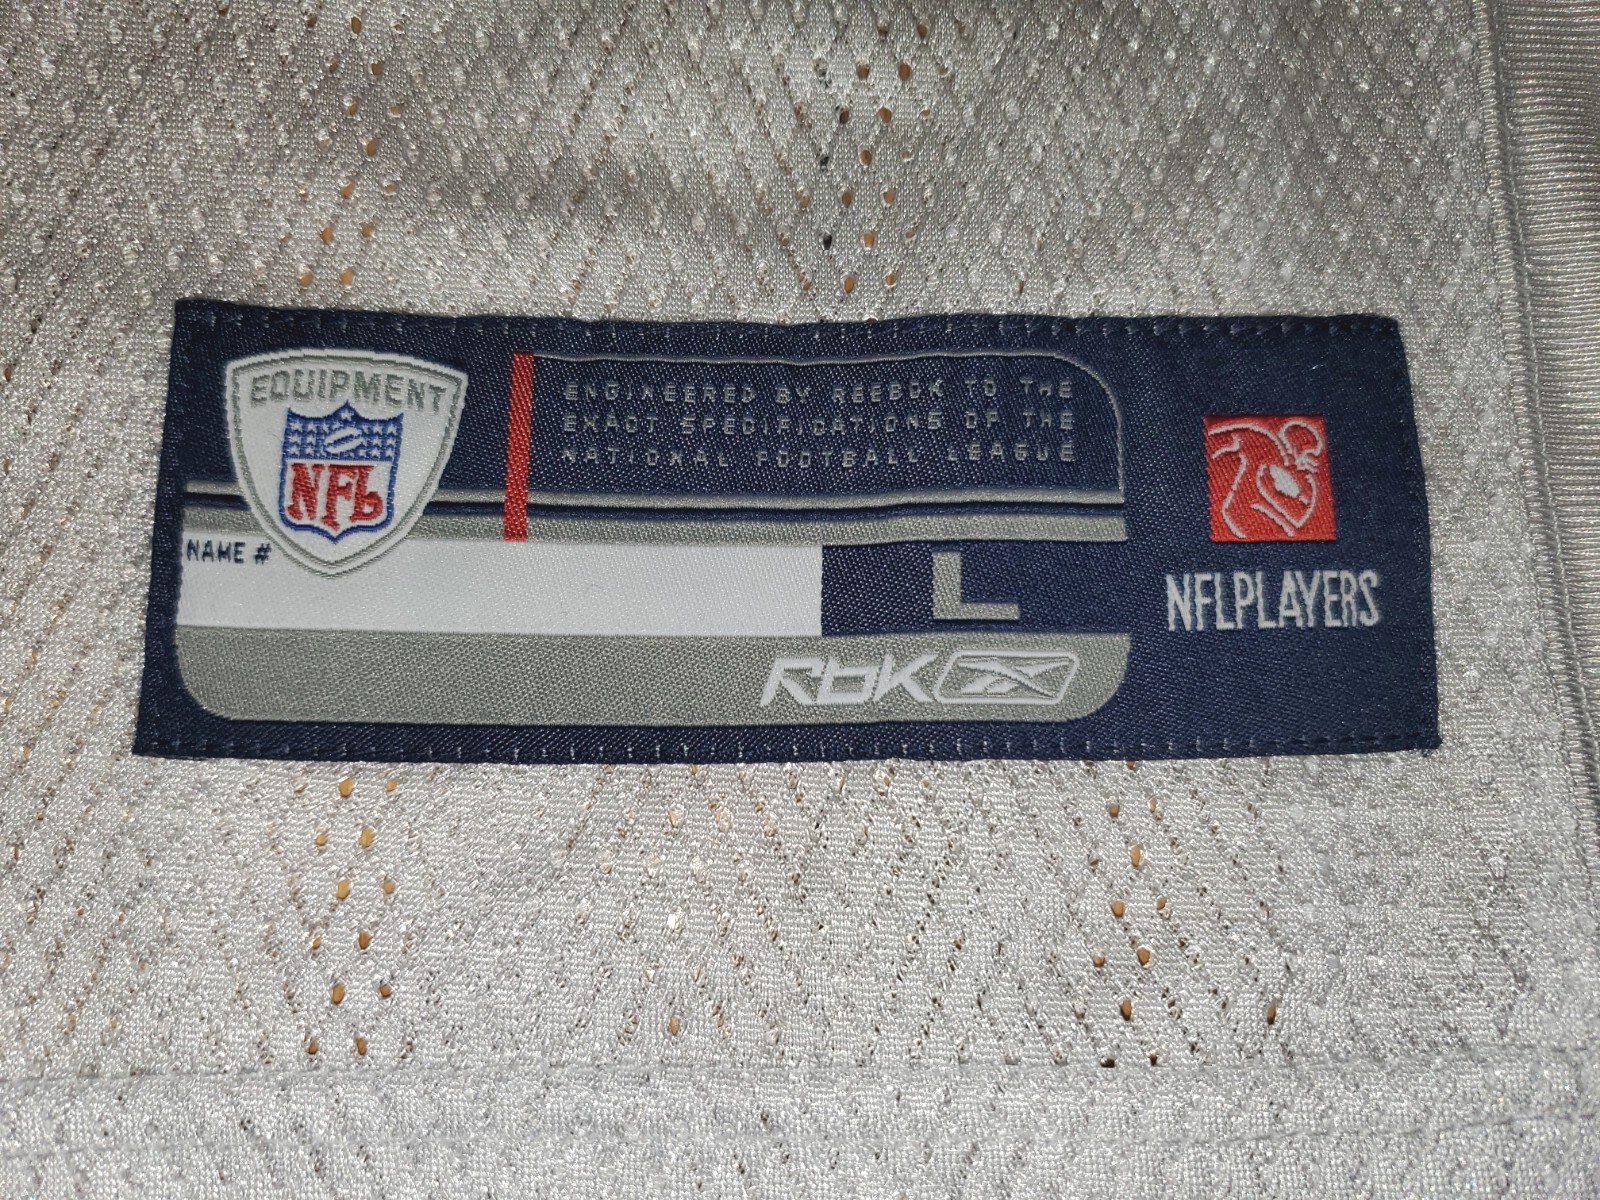 EQUIPMENT
NFL
ENGINEERED BY REEBOK TO THE
EXACT SPECIFICATIONS OF THE
NATIONAL FOOTBALL LEAGUE
NAME #
L
RbK
NFLPLAYERS